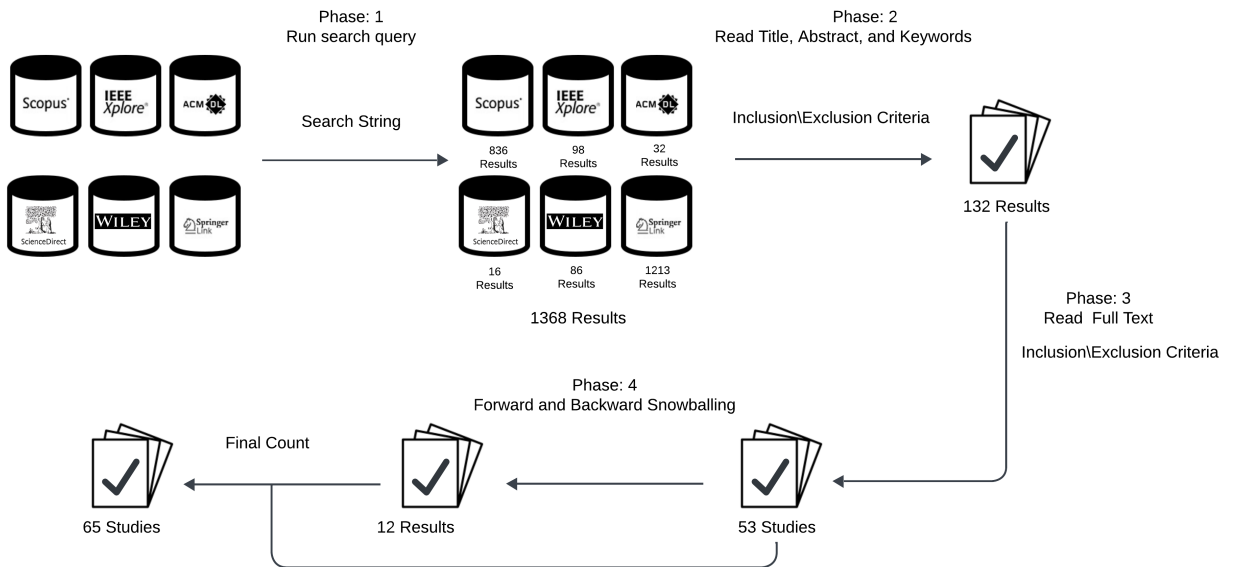 Phase: 1
Run search query
Phase: 2
Read Title, Abstract, and Keywords
Scopus®
IEEE
Xplore®
ACM DL
Search String
Scopus®
IEEE
Xplore®
ACM DL
Inclusion\Exclusion Criteria
836
Results
98
Results
32
Results
132 Results
ScienceDirect
WILEY
Springer
Link
ScienceDirect
WILEY
Springer
Link
16
Results
86
Results
1213
Results
1368 Results
Phase: 3
Read Full Text
Inclusion\Exclusion Criteria
Phase: 4
Forward and Backward Snowballing
Final Count
65 Studies
12 Results
53 Studies